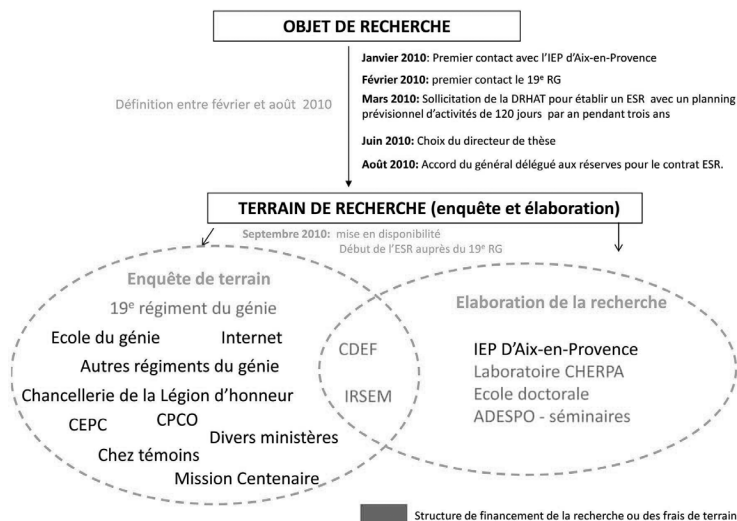 OBJET DE RECHERCHE
Janvier 2010: Premier contact avec l'IEP d'Aix-en-Provence
Février 2010: premier contact le 19e RG
Définition entre février et août 2010
Mars 2010: Sollicitation de la DRHAT pour établir un ESR avec un planning
prévisionnel d'activités de 120 jours par an pendant trois ans
Juin 2010: Choix du directeur de thèse
Août 2010: Accord du général délégué aux réserves pour le contrat ESR.
TERRAIN DE RECHERCHE (enquête et élaboration)
Septembre 2010: mise en disponibilité
Début de l'ESR auprès du 19e RG
Enquête de terrain
19e régiment du génie
Ecole du génie
Internet
Autres régiments du génie
Chancellerie de la Légion d'honneur
CEPC
CPCO
Divers ministères
Chez témoins
Mission Centenaire
CDEF
IRSEM
Elaboration de la recherche
IEP D'Aix-en-Provence
Laboratoire CHERPA
Ecole doctorale
ADESPO - séminaires
Structure de financement de la recherche ou des frais de terrain